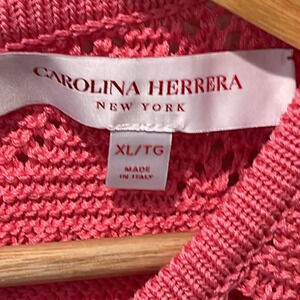 CAROLINA HERRERA
NEW YORK
XL/TG
MADE
IN ITALY